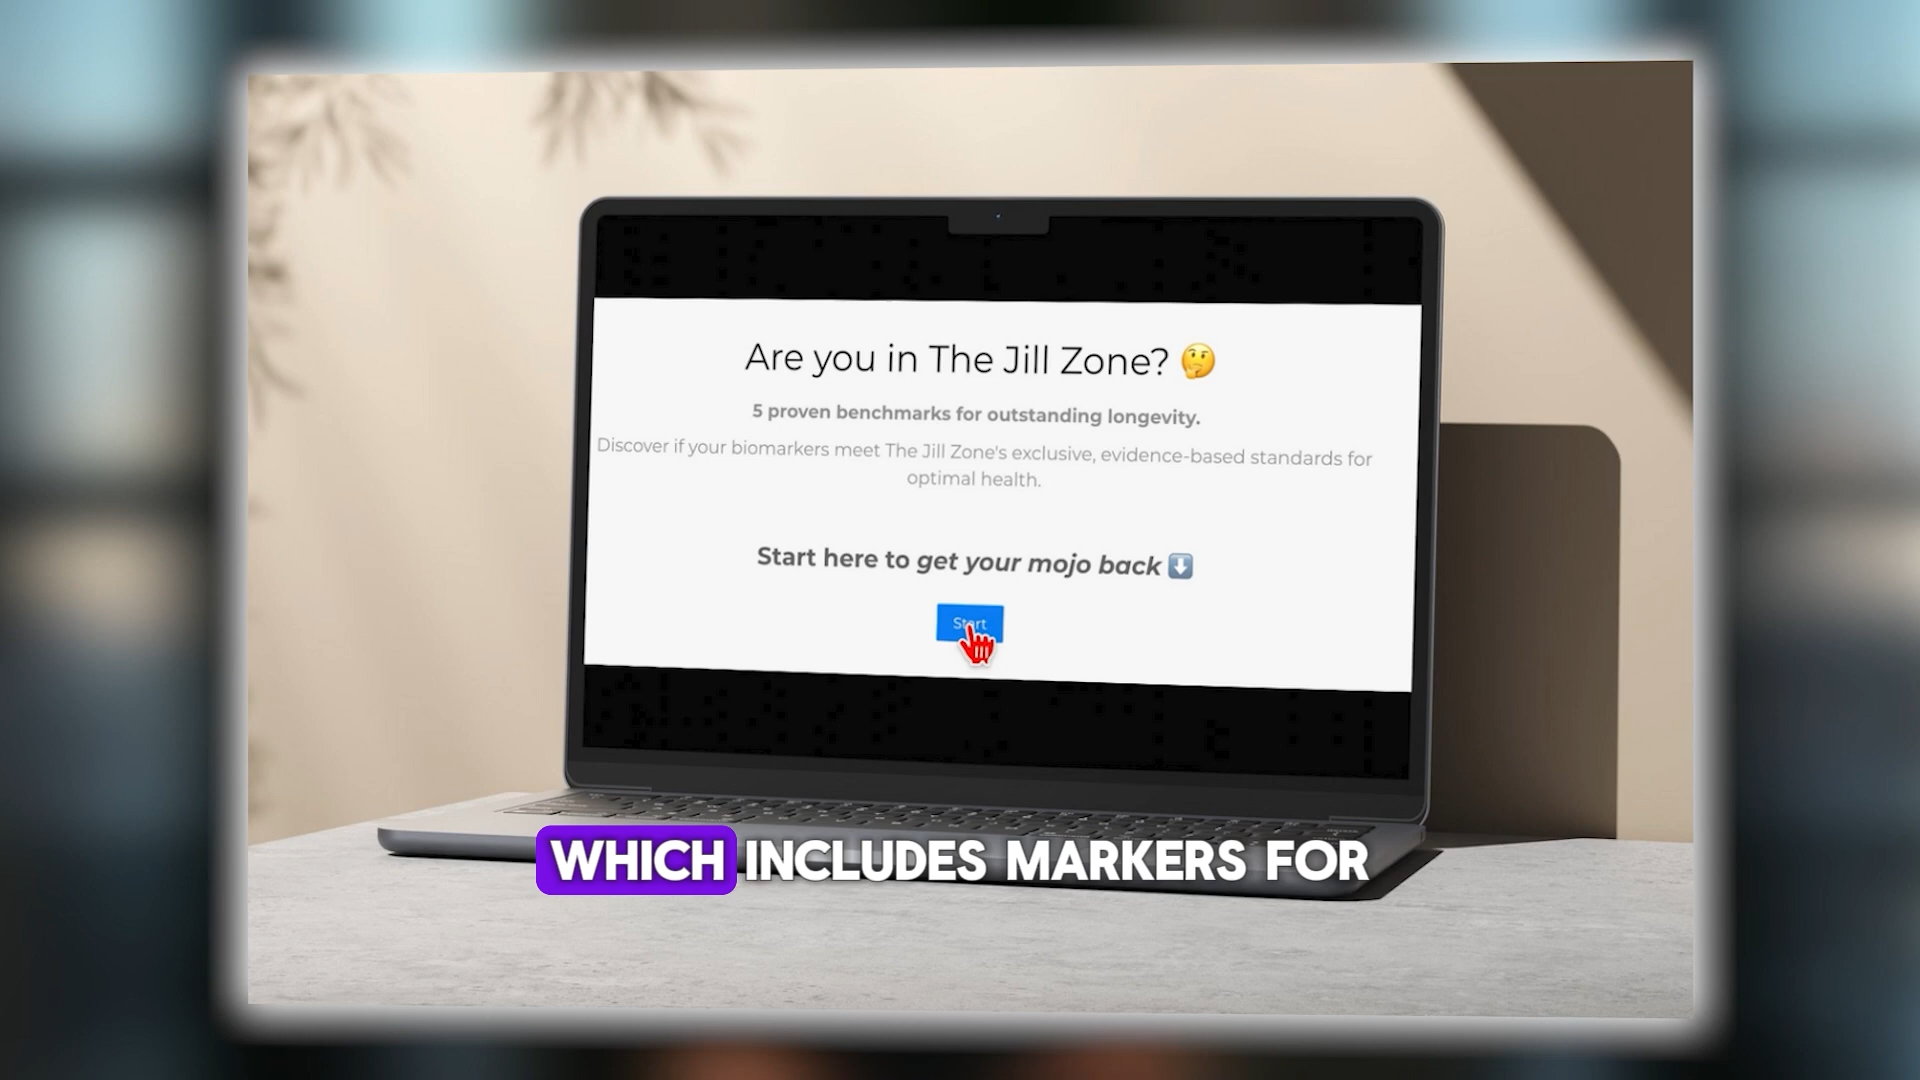 Are you in The Jill Zone? 🤔
5 proven benchmarks for outstanding longevity.
Discover if your biomarkers meet The Jill Zone's exclusive, evidence-based standards for
optimal health.
Start here to get your mojo back ⬇️
Start
WHICH INCLUDES MARKERS FOR